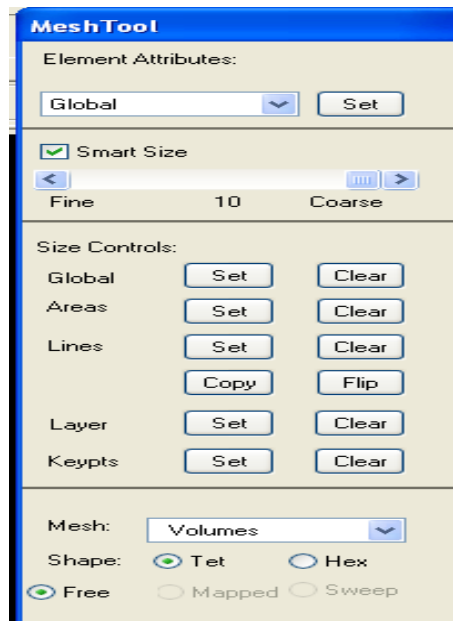 MeshTool
Element Attributes:
Global Set
Smart Size
Fine 10 Coarse
Size Controls:
Global Set Clear
Areas Set Clear
Lines Set Clear
Copy Flip
Layer Set Clear
Keypts Set Clear
Mesh: Volumes
Shape: Tet Hex
Free Mapped Sweep